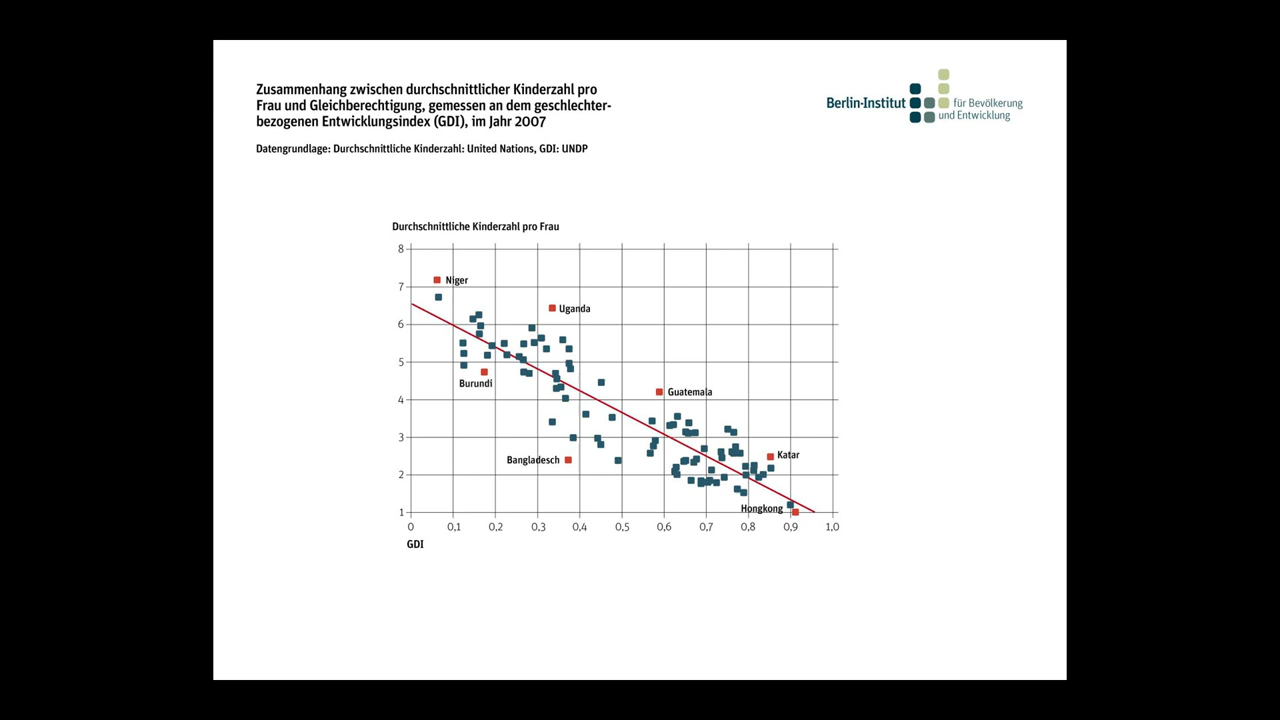 Zusammenhang zwischen durchschnittlicher Kinderzahl pro
Frau und Gleichberechtigung, gemessen an dem geschlechter-
bezogenen Entwicklungsindex (GDI), im Jahr 2007
Datengrundlage: Durchschnittliche Kinderzahl: United Nations, GDI: UNDP
Berlin-Institut für Bevölkerung
und Entwicklung
Durchschnittliche Kinderzahl pro Frau
8
Niger
7
Uganda
6
5
Burundi
Guatemala
4
3
Katar
Bangladesch
2
Hongkong
1
0 0,1 0,2 0,3 0,4 0,5 0,6 0,7 0,8 0,9 1,0
GDI